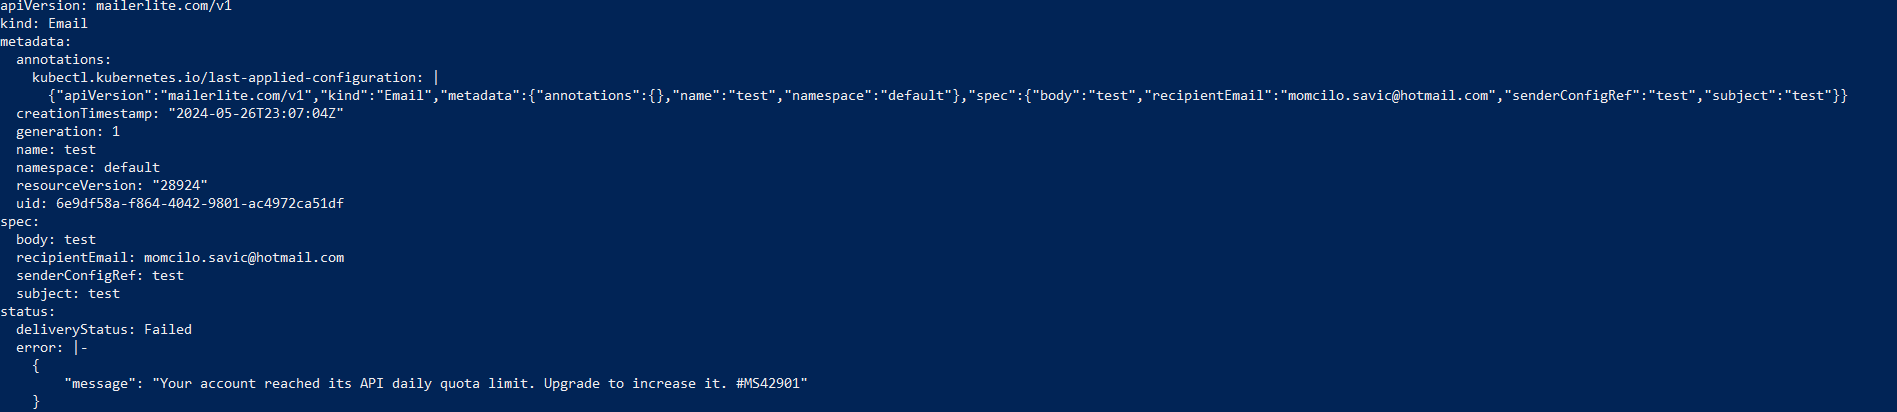 apiVersion: mailerlite.com/v1
kind: Email
metadata:
  annotations:
    kubectl.kubernetes.io/last-applied-configuration: |
      {"apiVersion":"mailerlite.com/v1","kind":"Email","metadata":{"annotations":{},"name":"test","namespace":"default"},"spec":{"body":"test","recipientEmail":"momcilo.savic@hotmail.com","senderConfigRef":"test","subject":"test"}}
  creationTimestamp: "2024-05-26T23:07:04Z"
  generation: 1
  name: test
  namespace: default
  resourceVersion: "28924"
  uid: 6e9df58a-f864-4042-9801-ac4972ca51df
spec:
  body: test
  recipientEmail: momcilo.savic@hotmail.com
  senderConfigRef: test
  subject: test
status:
  deliveryStatus: Failed
  error: |-
    {
        "message": "Your account reached its API daily quota limit. Upgrade to increase it. #MS42901"
    }